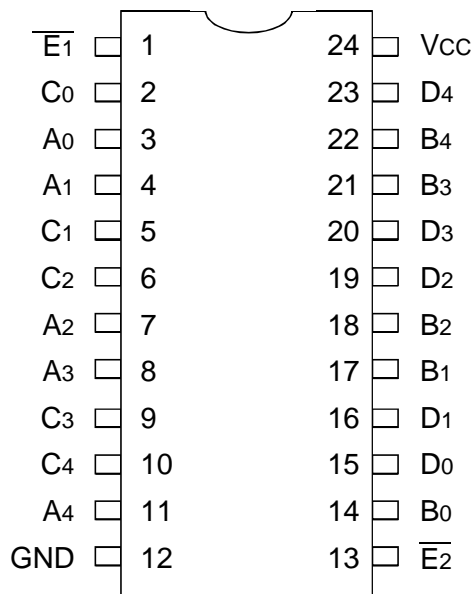 E1 1 24 VCC
C0 2 23 D4
A0 3 22 B4
A1 4 21 B3
C1 5 20 D3
C2 6 19 D2
A2 7 18 B2
A3 8 17 B1
C3 9 16 D1
C4 10 15 D0
A4 11 14 B0
GND 12 13 E2